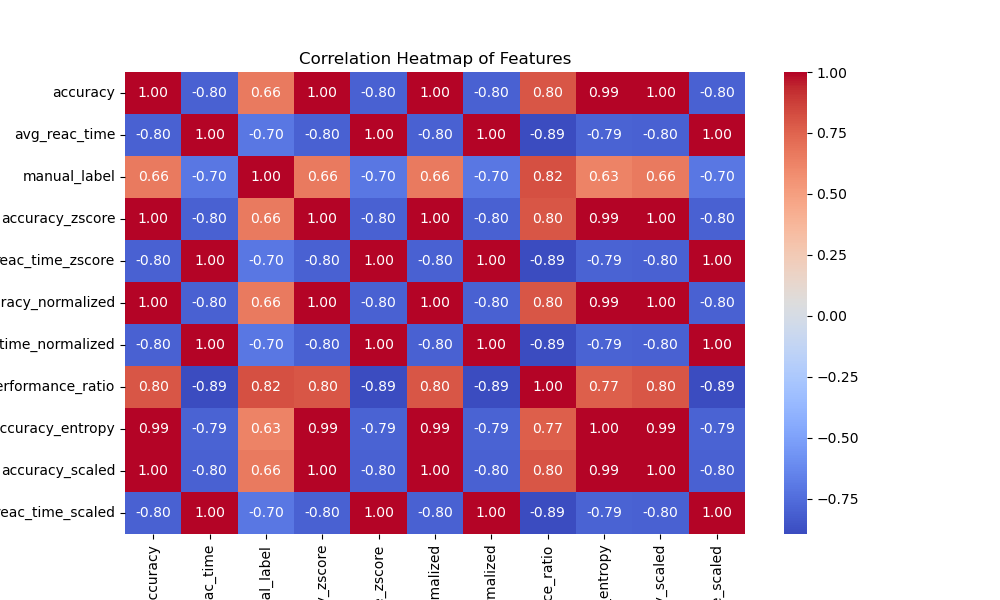 Correlation Heatmap of Features
accuracy 1.00 -0.80 0.66 1.00 -0.80 1.00 -0.80 0.80 0.99 1.00 -0.80
avg_reac_time -0.80 1.00 -0.70 -0.80 1.00 -0.80 1.00 -0.89 -0.79 -0.80 1.00
manual_label 0.66 -0.70 1.00 0.66 -0.70 0.66 -0.70 0.82 0.63 0.66 -0.70
accuracy_zscore 1.00 -0.80 0.66 1.00 -0.80 1.00 -0.80 0.80 0.99 1.00 -0.80
reac_time_zscore -0.80 1.00 -0.70 -0.80 1.00 -0.80 1.00 -0.89 -0.79 -0.80 1.00
racy_normalized 1.00 -0.80 0.66 1.00 -0.80 1.00 -0.80 0.80 0.99 1.00 -0.80
time_normalized -0.80 1.00 -0.70 -0.80 1.00 -0.80 1.00 -0.89 -0.79 -0.80 1.00
erformance_ratio 0.80 -0.89 0.82 0.80 -0.89 0.80 -0.89 1.00 0.77 0.80 -0.89
ccuracy_entropy 0.99 -0.79 0.63 0.99 -0.79 0.99 -0.79 0.77 1.00 0.99 -0.79
accuracy_scaled 1.00 -0.80 0.66 1.00 -0.80 1.00 -0.80 0.80 0.99 1.00 -0.80
reac_time_scaled -0.80 1.00 -0.70 -0.80 1.00 -0.80 1.00 -0.89 -0.79 -0.80 1.00
ccuracy
ac_time
al_label
y_zscore
e_zscore
malized
malized
ce_ratio
entropy
y_scaled
e_scaled
1.00
0.75
0.50
0.25
0.00
−0.25
−0.50
−0.75